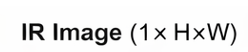 IR Image (1× H×W)